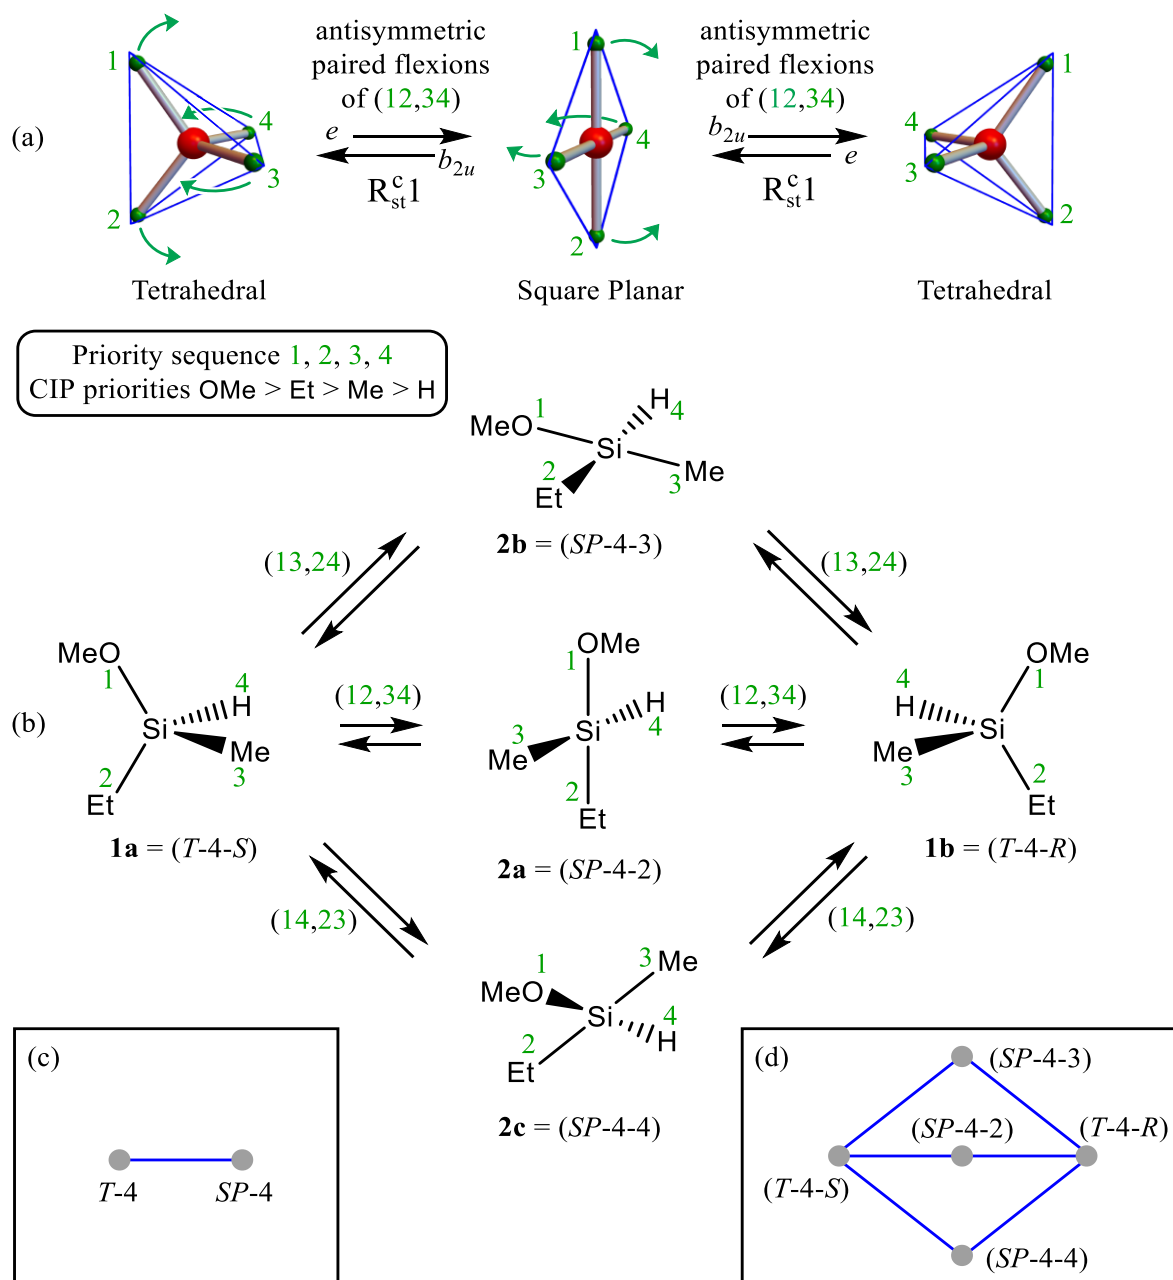 antisymmetric
paired flexions
of (12,34)
antisymmetric
paired flexions
of (12,34)
(a)
1
2
3
4
e
b2u
R^c_st1
1
2
3
4
b2u
e
R^c_st1
1
2
3
4
Tetrahedral
Square Planar
Tetrahedral
Priority sequence 1, 2, 3, 4
CIP priorities OMe > Et > Me > H
MeO
1
Si
H
4
2
Et
3
Me
2b = (SP-4-3)
(13,24)
(13,24)
(b)
MeO
1
Si
4
H
Me
3
2
Et
1a = (T-4-S)
(12,34)
OMe
1
Si
H
4
3
Me
2
Et
2a = (SP-4-2)
(12,34)
OMe
1
4
H
Si
Me
3
2
Et
1b = (T-4-R)
(14,23)
(14,23)
1
MeO
3
Me
Si
4
H
2
Et
2c = (SP-4-4)
(c)
T-4
SP-4
(d)
(SP-4-3)
(SP-4-2)
(T-4-R)
(T-4-S)
(SP-4-4)